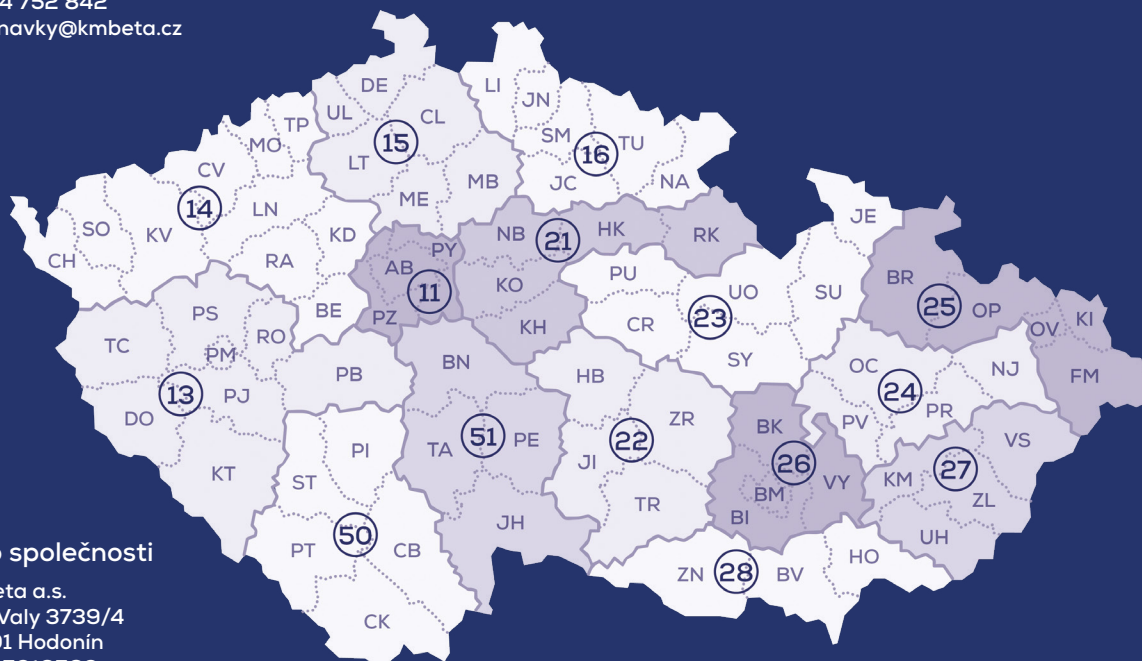 752 842
navky@kmbeta.cz
DE
LI
UL
CL
JN
TP
MO
15
SM
16
TU
LT
CV
MB
JC
NA
ME
14
LN
JE
SO
KV
KD
NB
21
HK
RK
CH
RA
PY
AB
11
PU
BR
KO
UO
SU
25
OP
PS
BE
PZ
23
KI
OV
RO
KH
CR
TC
PM
SY
BN
OC
NJ
FM
PB
HB
13
PJ
24
DO
PR
ZR
PV
BK
TA
51
PE
22
VS
PI
JI
26
27
KT
KM
ST
VY
BM
ZL
TR
BI
JH
UH
50
PT
CB
HO
společnosti
ZN
28
BV
eta a.s.
Valy 3739/4
01 Hodonín
CK